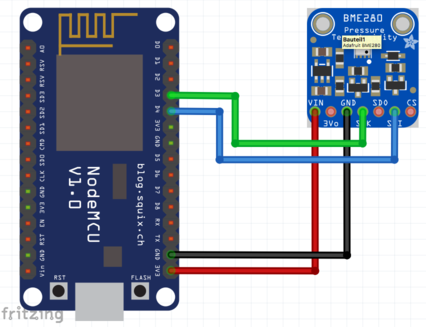 BME280
Pressure
Bauteil1
Adafruit BME280
VIN
GND
SDO
CS
3Vo
A0
RSV
RSV
SD3
SD2
SD1
CMD
SD0
CLK
GND
3V3
EN
RST
GND
Vin
D0
D1
D2
D3
D4
3V3
GND
D5
D6
D7
D8
RX
TX
GND
3V3
NodeMCU
V1.0
blog.squix.ch
RST
FLASH
fritzing